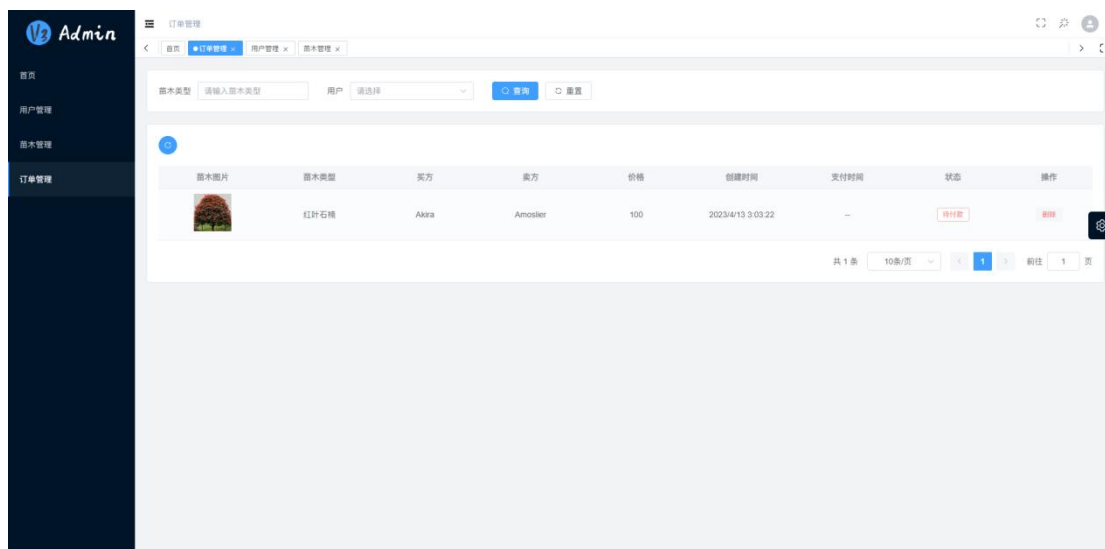 V3 Admin
订单管理
首页 订单管理 用户管理 苗木管理
首页
用户管理
苗木管理
订单管理
苗木类型 请输入苗木类型 用户 请选择 查询 重置
苗木图片 苗木类型 买方 卖方 价格 创建时间 支付时间 状态 操作
红叶石楠 Akira Amoslier 100 2023/4/13 3:03:22 -- 待付款 删除
共 1 条 10条/页 1 前往 1 页